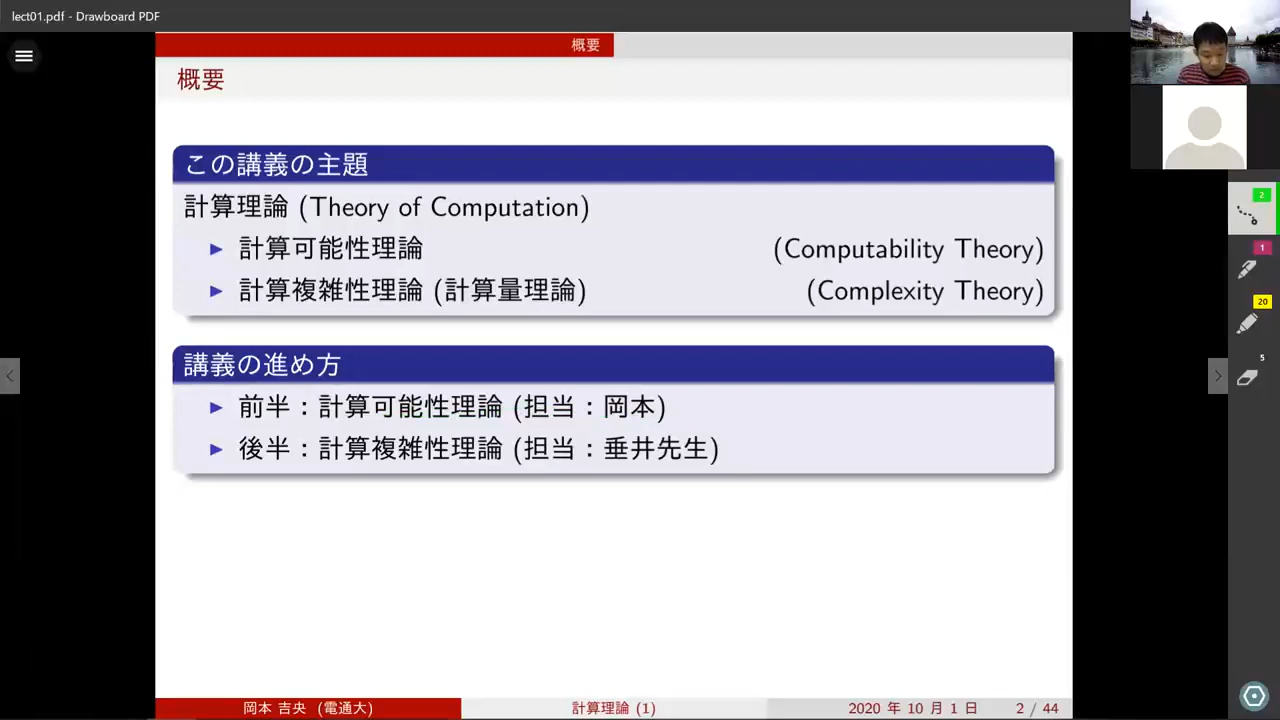 lect01.pdf - Drawboard PDF
概要
概要
この講義の主題
計算理論 (Theory of Computation)
▶ 計算可能性理論 (Computability Theory)
▶ 計算複雑性理論 (計算量理論) (Complexity Theory)
講義の進め方
▶ 前半：計算可能性理論 (担当：岡本)
▶ 後半：計算複雑性理論 (担当：垂井先生)
岡本 吉央 (電通大) 計算理論 (1) 2020 年 10 月 1 日 2 / 44
2
1
20
5